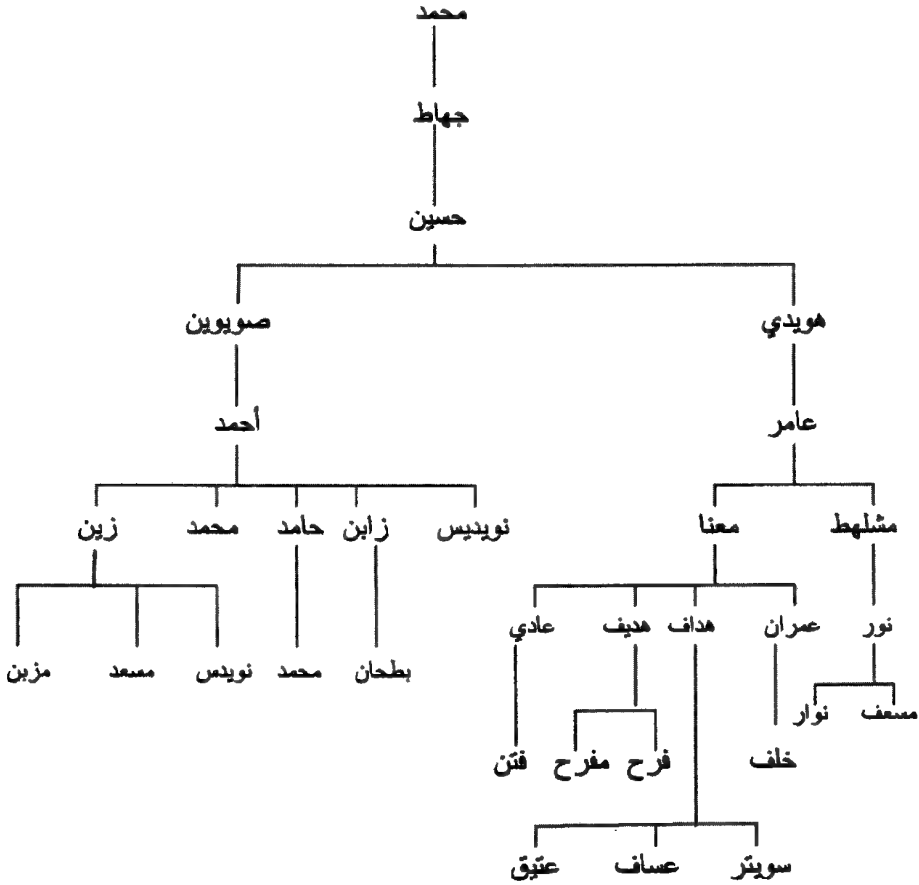 محمد
جهاط
حسين
هويدي صويوين
عامر أحمد
مشلهط معنا نويديس زابن حامد محمد زين
نور عمران هداف هديف عادي
بطحان محمد نويدس مسعد مزبن
مسعف نوار
خلف فرح مفرح فتن
سويتر عساف عتيق